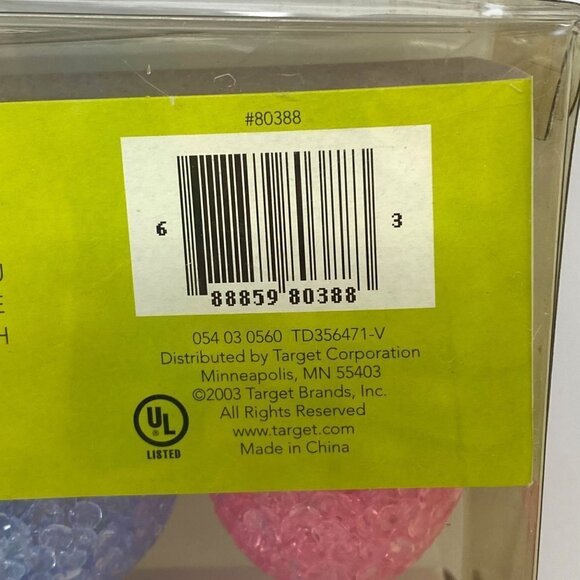 #80388
6 88859 80388 3
054 03 0560 TD356471-V
Distributed by Target Corporation
Minneapolis, MN 55403
©2003 Target Brands, Inc.
All Rights Reserved
www.target.com
Made in China
UL
LISTED
U
E
H